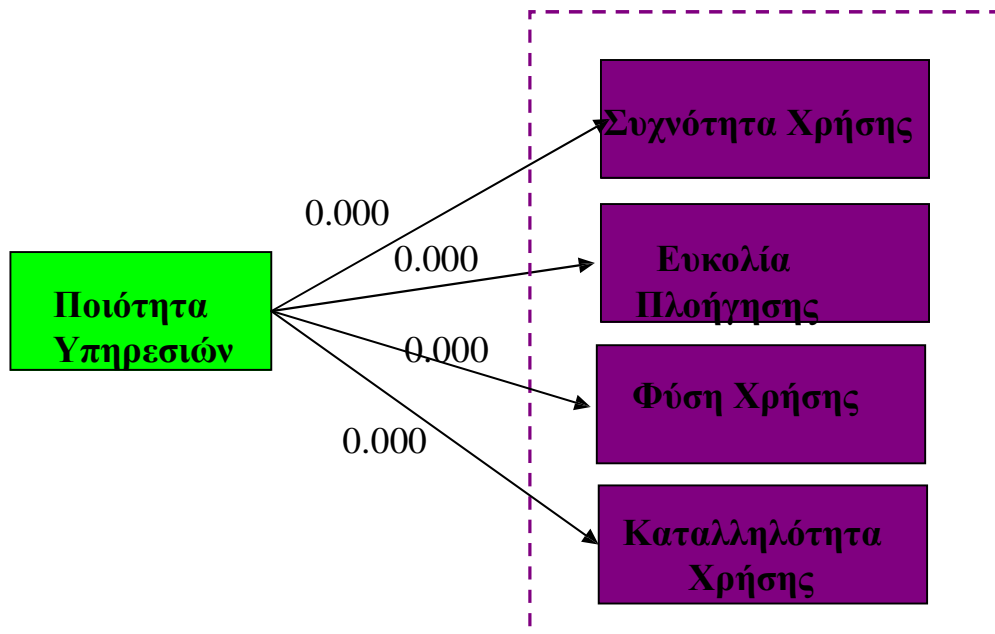 Συχνότητα Χρήσης
0.000
0.000
Ευκολία
Πλοήγησης
Ποιότητα
Υπηρεσιών
0.000
Φύση Χρήσης
0.000
Καταλληλότητα
Χρήσης